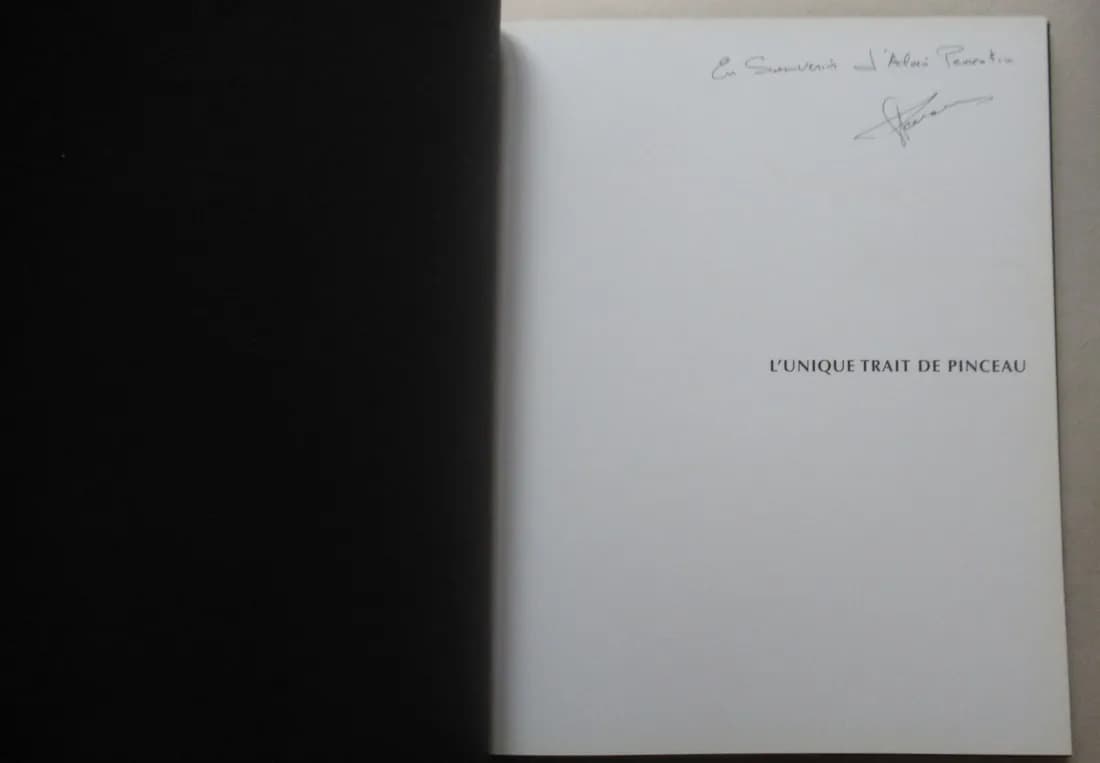 En Souvenir d'Alain
L'UNIQUE TRAIT DE PINCEAU